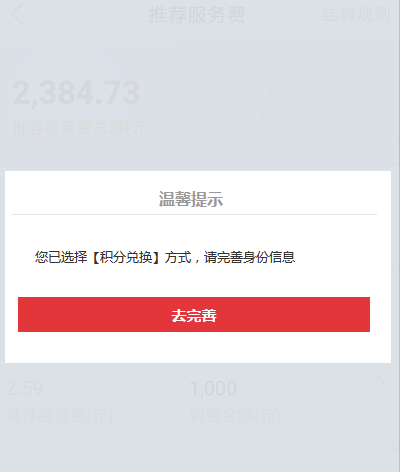 推荐服务费
结算规则
2,384.73
推荐服务费总额(元)
温馨提示
您已选择【积分兑换】方式，请完善身份信息
去完善
2.59
1,000
推荐服务费(元)
销售金额(元)